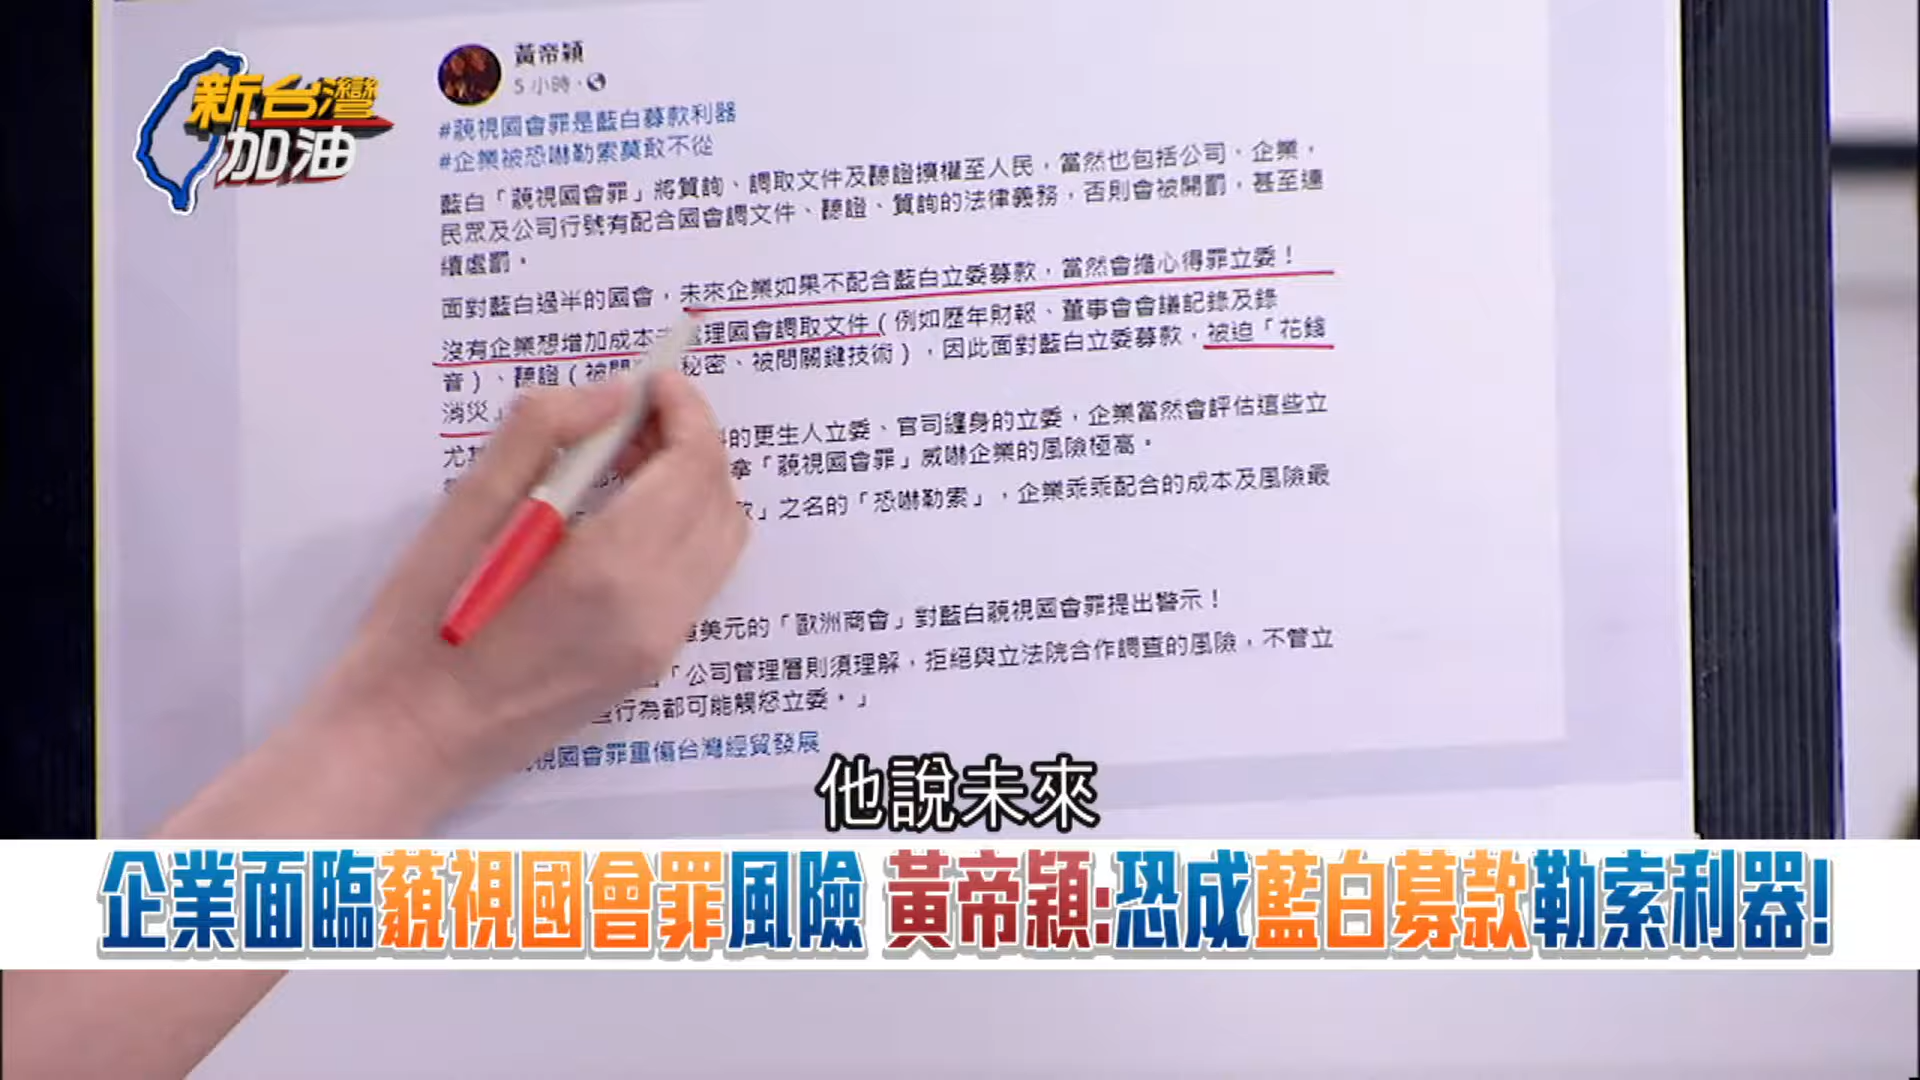 新台灣
加油
黃帝穎
5 小時
#藐視國會罪是藍白募款利器
#企業被恐嚇勒索莫敢不從
藍白「藐視國會罪」將質詢、調取文件及聽證擴權至人民，當然也包括公司、企業，
民眾及公司行號有配合國會調文件、聽證、質詢的法律義務，否則會被開罰，甚至連
續處罰。
面對藍白過半的國會，未來企業如果不配合藍白立委募款，當然會擔心得罪立委！
沒有企業想增加成本 處理國會調取文件（例如歷年財報、董事會會議記錄及錄
音）、聽證（被問 秘密、被問關鍵技術），因此面對藍白立委募款，被迫「花錢
消災」
尤 的更生人立委、官司纏身的立委，企業當然會評估這些立
拿「藐視國會罪」威嚇企業的風險極高。
」之名的「恐嚇勒索」，企業乖乖配合的成本及風險最
美元的「歐洲商會」對藍白藐視國會罪提出警示！
「公司管理層則須理解，拒絕與立法院合作調查的風險，不管立
行為都可能觸怒立委。」
視國會罪重傷台灣經貿發展
他說未來
企業面臨藐視國會罪風險 黃帝穎:恐成藍白募款勒索利器!